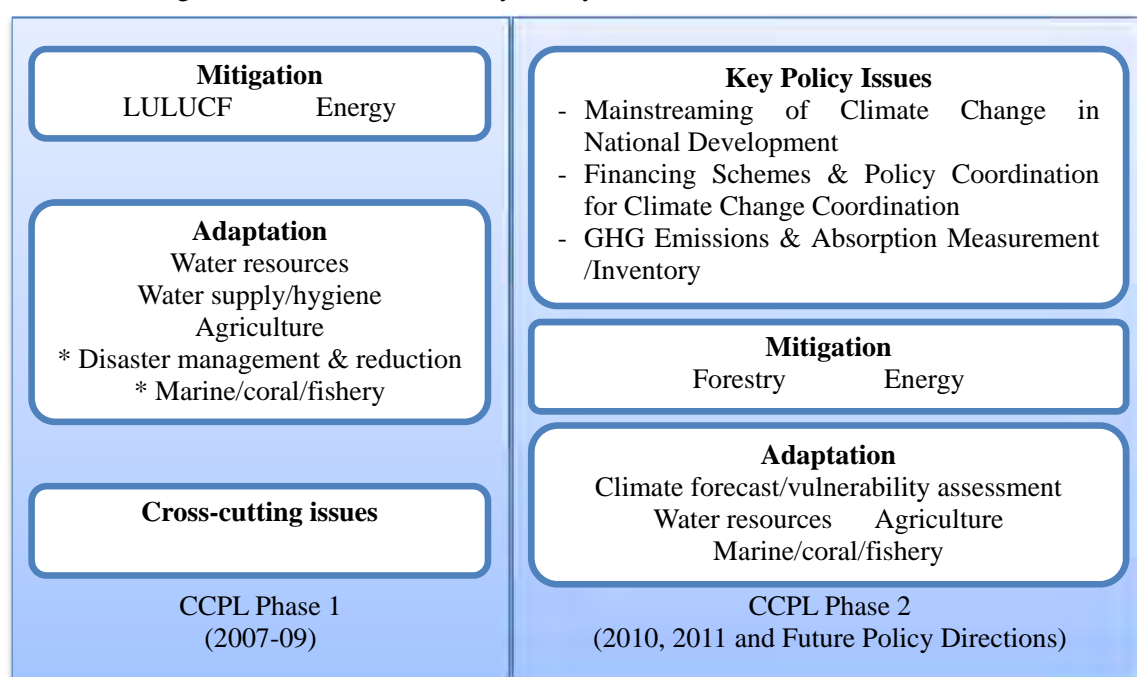 Mitigation
LULUCF Energy
Adaptation
Water resources
Water supply/hygiene
Agriculture
* Disaster management & reduction
* Marine/coral/fishery
Cross-cutting issues
CCPL Phase 1
(2007-09)
Key Policy Issues
- Mainstreaming of Climate Change in
National Development
- Financing Schemes & Policy Coordination
for Climate Change Coordination
- GHG Emissions & Absorption Measurement
/Inventory
Mitigation
Forestry Energy
Adaptation
Climate forecast/vulnerability assessment
Water resources Agriculture
Marine/coral/fishery
CCPL Phase 2
(2010, 2011 and Future Policy Directions)